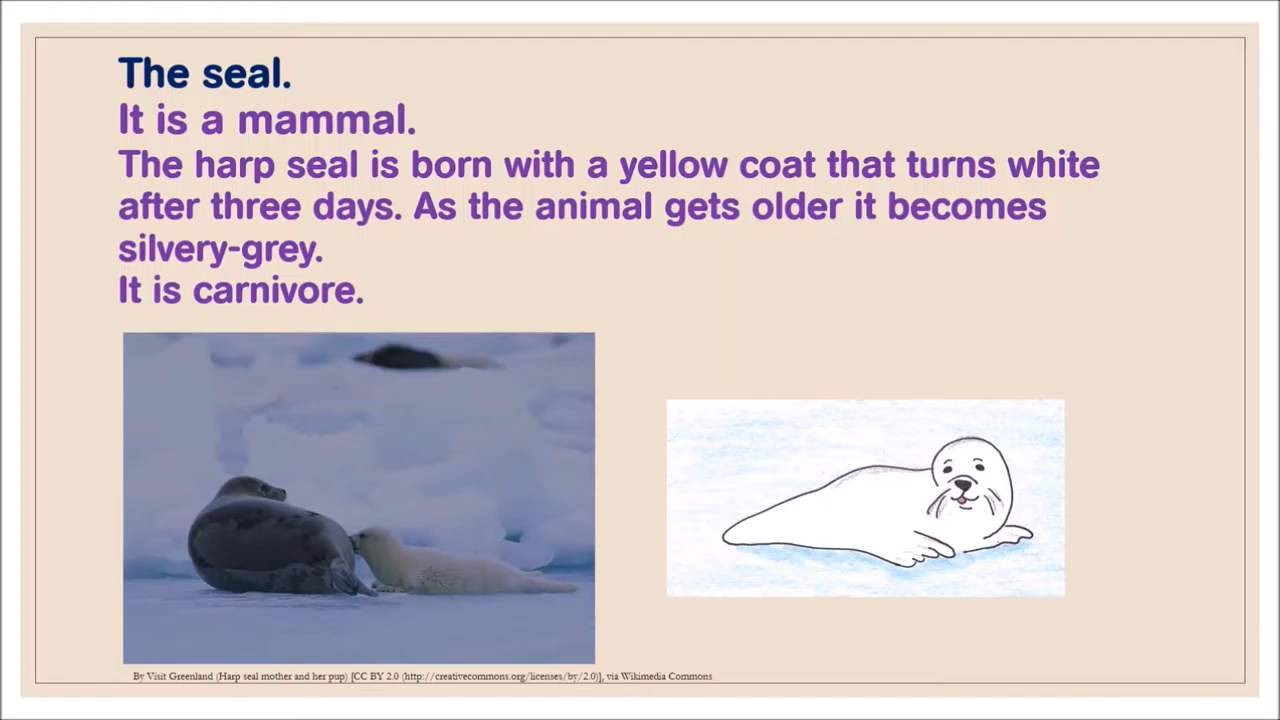 The seal.
It is a mammal.
The harp seal is born with a yellow coat that turns white
after three days. As the animal gets older it becomes
silvery-grey.
It is carnivore.
By Visit Greenland (Harp seal mother and her pup) [CC BY 2.0 (http://creativecommons.org/licenses/by/2.0)], via Wikimedia Commons